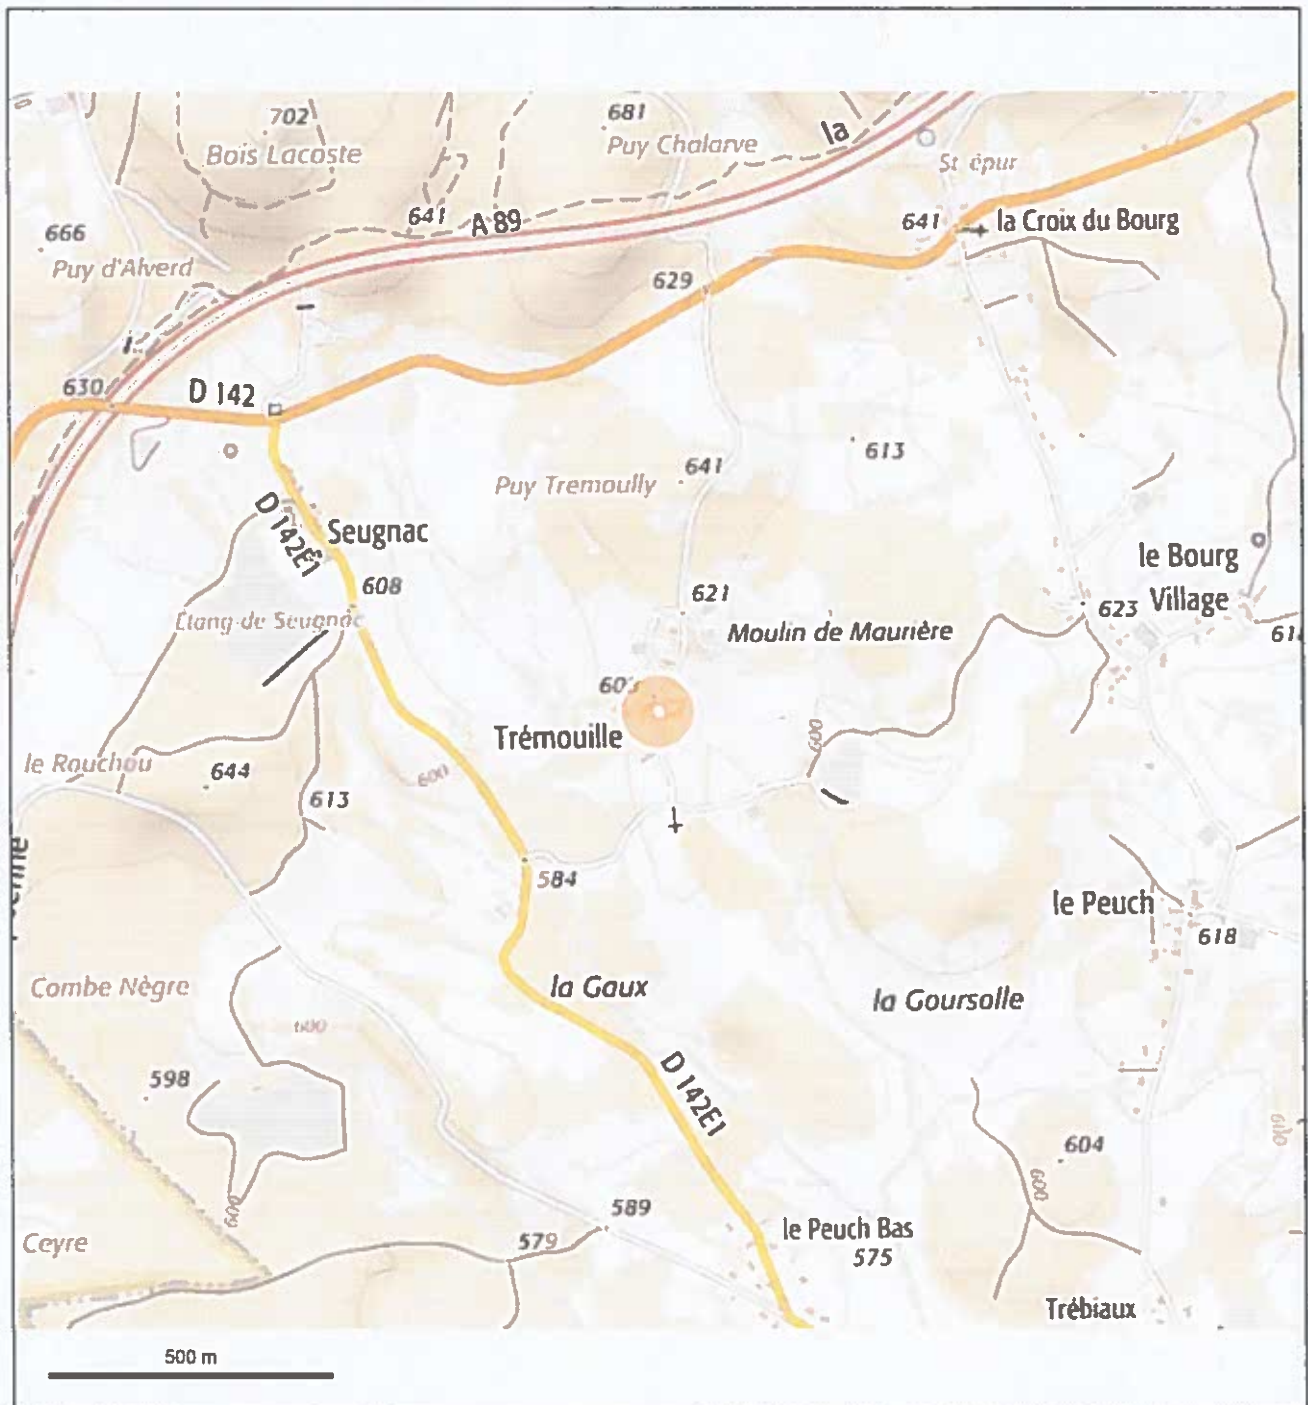 702
681
Bois Lacoste
Puy Chalarve
la
St épur
641
A 89
641
la Croix du Bourg
666
Puy d'Alverd
629
630
D 142
613
641
Puy Tremoully
D 142E1
Seugnac
le Bourg
608
621
623
Village
Etang de Seugnac
Moulin de Maurière
603
Trémouille
600
le Rouchou
644
600
613
584
le Peuch
618
Combe Nègre
la Gaux
la Goursolle
600
598
D 142E1
604
600
600
600
589
le Peuch Bas
Ceyre
579
575
Trébiaux
500 m